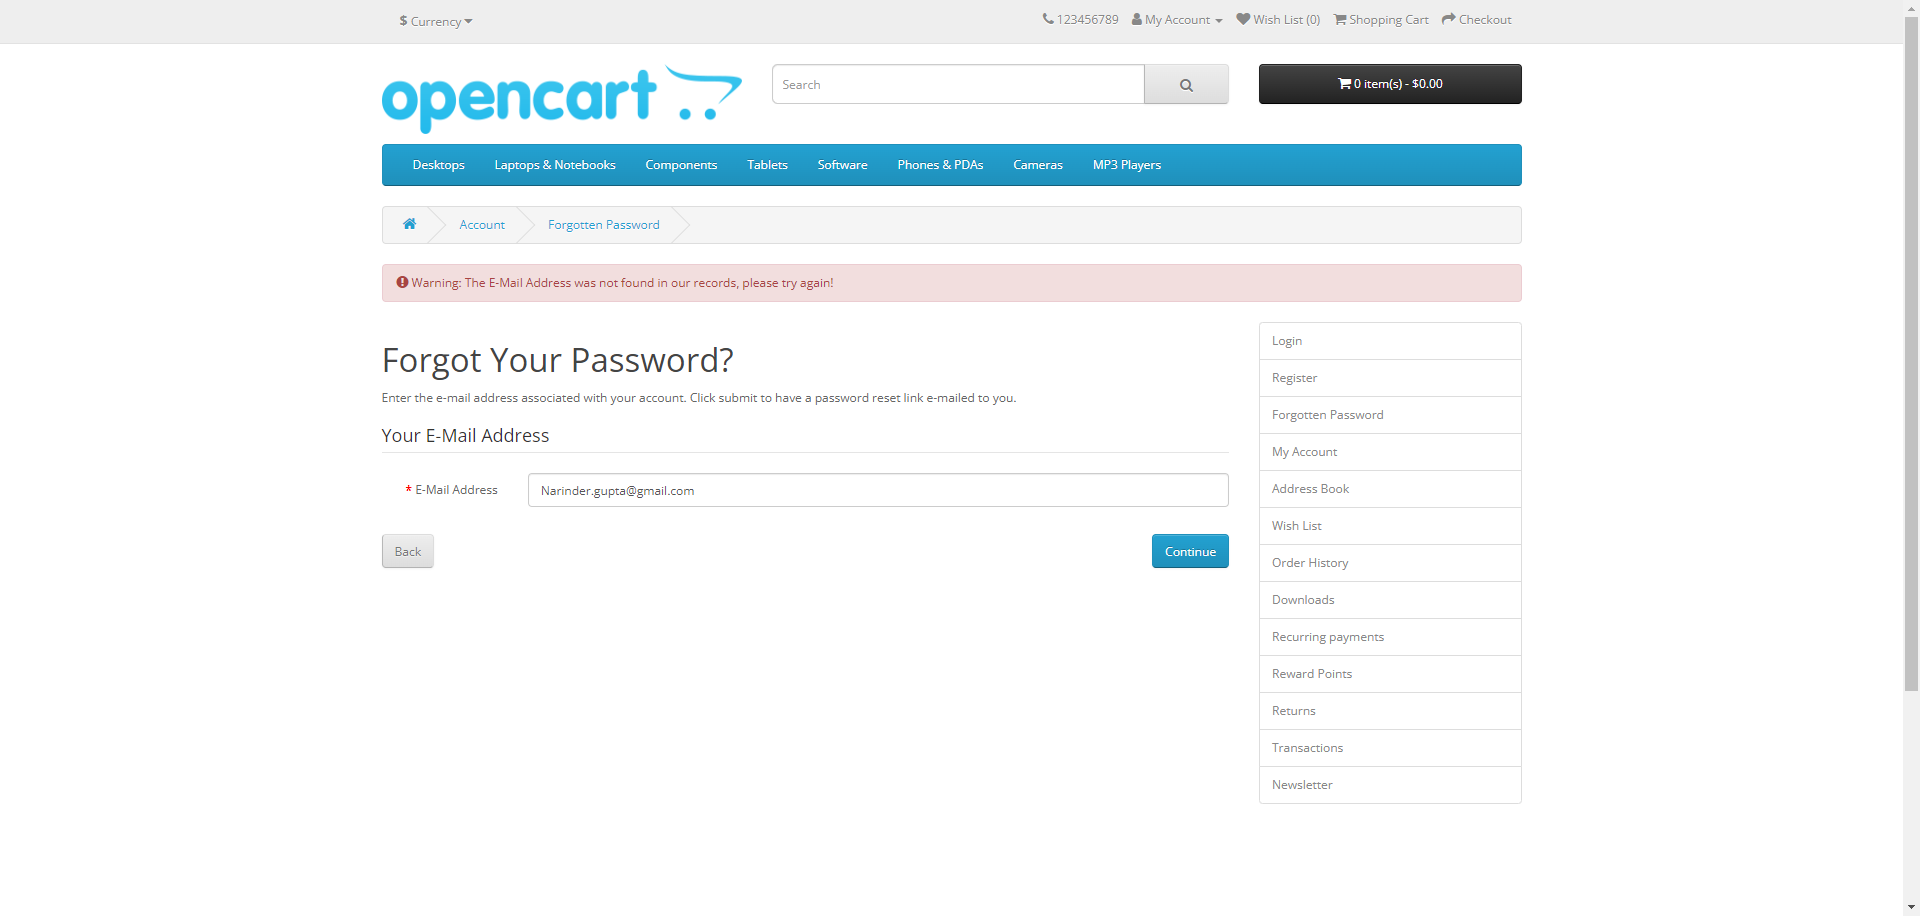 $ Currency
123456789 My Account Wish List (0) Shopping Cart Checkout
opencart
Search
0 item(s) - $0.00
Desktops Laptops & Notebooks Components Tablets Software Phones & PDAs Cameras MP3 Players
Account Forgotten Password
Warning: The E-Mail Address was not found in our records, please try again!
Forgot Your Password?
Enter the e-mail address associated with your account. Click submit to have a password reset link e-mailed to you.
Your E-Mail Address
* E-Mail Address Narinder.gupta@gmail.com
Back Continue
Login
Register
Forgotten Password
My Account
Address Book
Wish List
Order History
Downloads
Recurring payments
Reward Points
Returns
Transactions
Newsletter